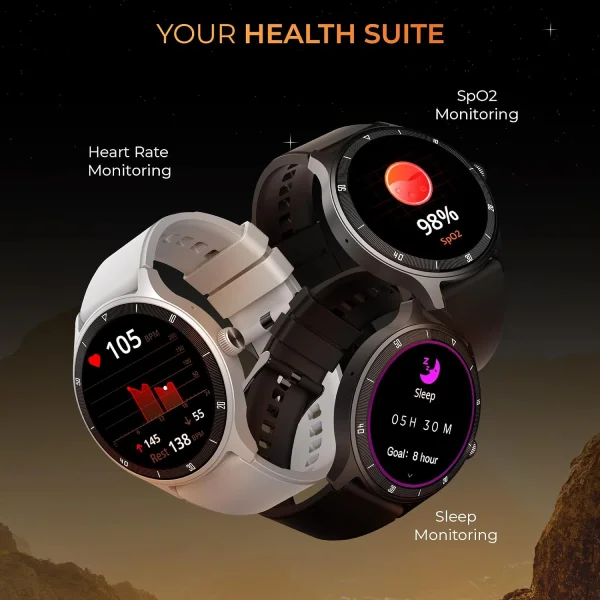 YOUR HEALTH SUITE
SpO2
Monitoring
Heart Rate
Monitoring
98%
SpO2
105 BPM
55
145
Rest 138 BPM
Sleep
05H 30 M
Goal: 8 hour
Sleep
Monitoring